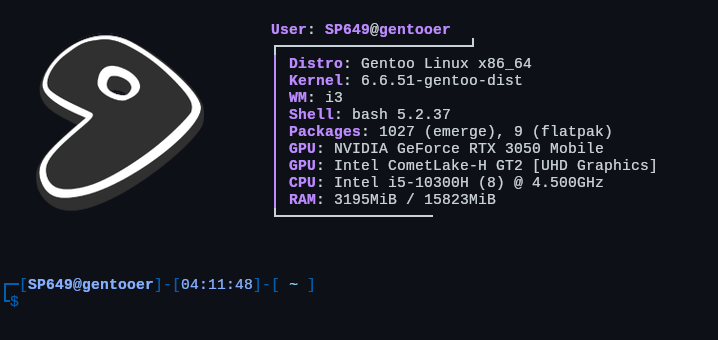 User: SP649@gentooer
Distro: Gentoo Linux x86_64
Kernel: 6.6.51-gentoo-dist
WM: i3
Shell: bash 5.2.37
Packages: 1027 (emerge), 9 (flatpak)
GPU: NVIDIA GeForce RTX 3050 Mobile
GPU: Intel CometLake-H GT2 [UHD Graphics]
CPU: Intel i5-10300H (8) @ 4.500GHz
RAM: 3195MiB / 15823MiB
┌─[SP649@gentooer]-[04:11:48]-[ ~ ]
└$